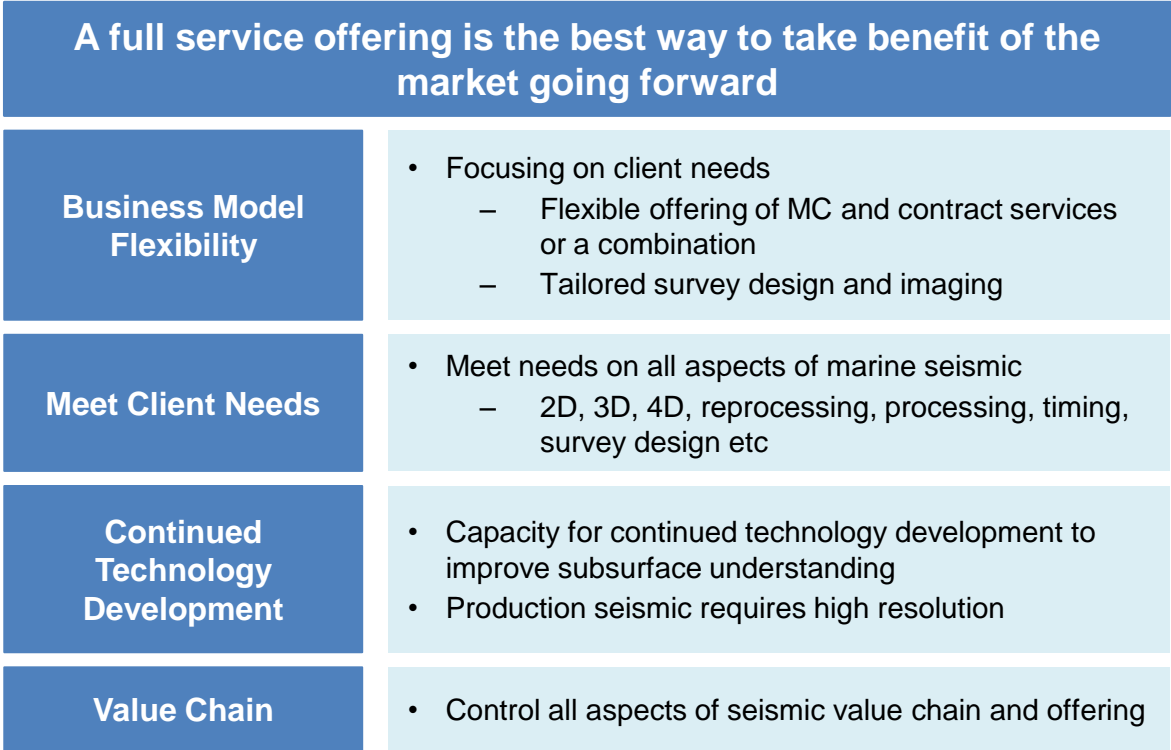 A full service offering is the best way to take benefit of the
market going forward
Business Model
Flexibility
• Focusing on client needs
– Flexible offering of MC and contract services
or a combination
– Tailored survey design and imaging
Meet Client Needs
• Meet needs on all aspects of marine seismic
– 2D, 3D, 4D, reprocessing, processing, timing,
survey design etc
Continued
Technology
Development
• Capacity for continued technology development to
improve subsurface understanding
• Production seismic requires high resolution
Value Chain
• Control all aspects of seismic value chain and offering